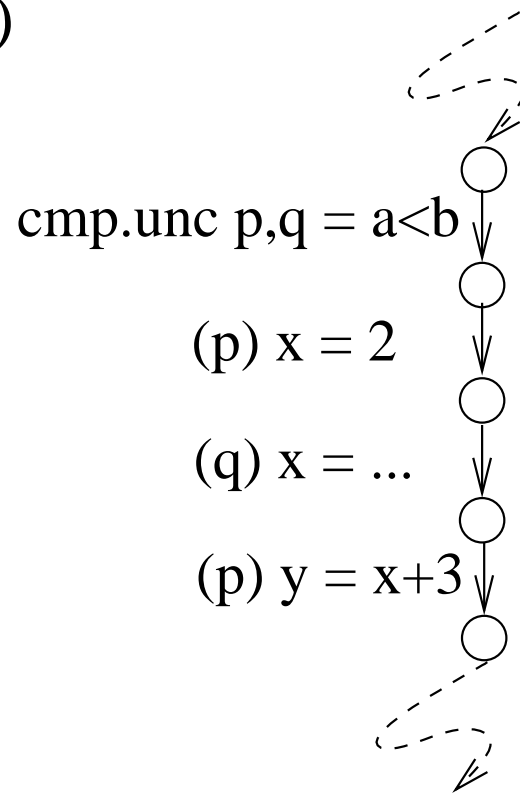 )
cmp.unc p,q = a<b
(p) x = 2
(q) x = ...
(p) y = x+3